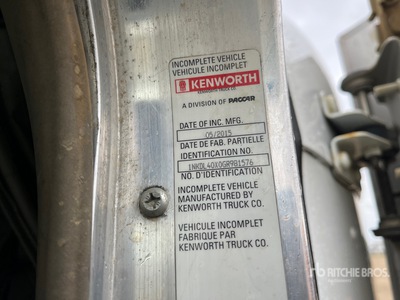 INCOMPLETE VEHICLE
VEHICULE INCOMPLET
KENWORTH
A DIVISION OF PACCAR
DATE OF INC. MFG.
05/2015
DATE DE FAB. PARTIELLE
IDENTIFICATION NO.
1NKDL40X0GR981576
NO. D'IDENTIFICATION
INCOMPLETE VEHICLE
MANUFACTURED BY
KENWORTH TRUCK CO.
VEHICULE INCOMPLET
FABRIQUE PAR
KENWORTH TRUCK CO.
RITCHIE BROS.